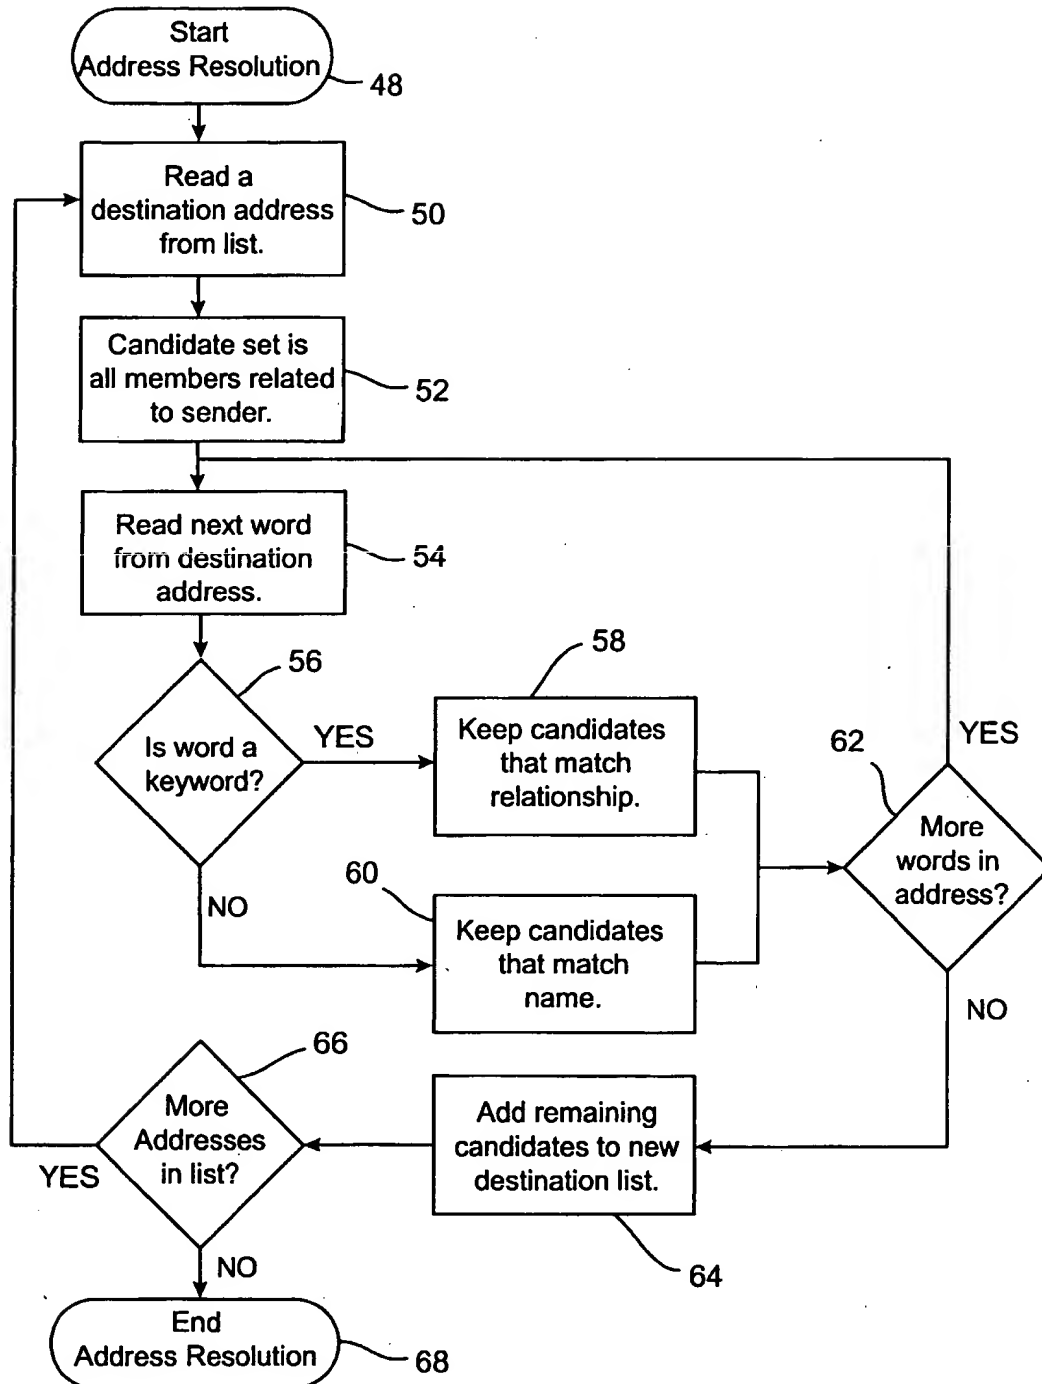 Start
Address Resolution
48
Read a
destination address
from list.
50
Candidate set is
all members related
to sender.
52
Read next word
from destination
address.
54
56
Is word a
keyword?
YES
NO
58
Keep candidates
that match
relationship.
60
Keep candidates
that match
name.
62
YES
More
words in
address?
NO
66
More
Addresses
in list?
YES
NO
Add remaining
candidates to new
destination list.
64
End
Address Resolution
68